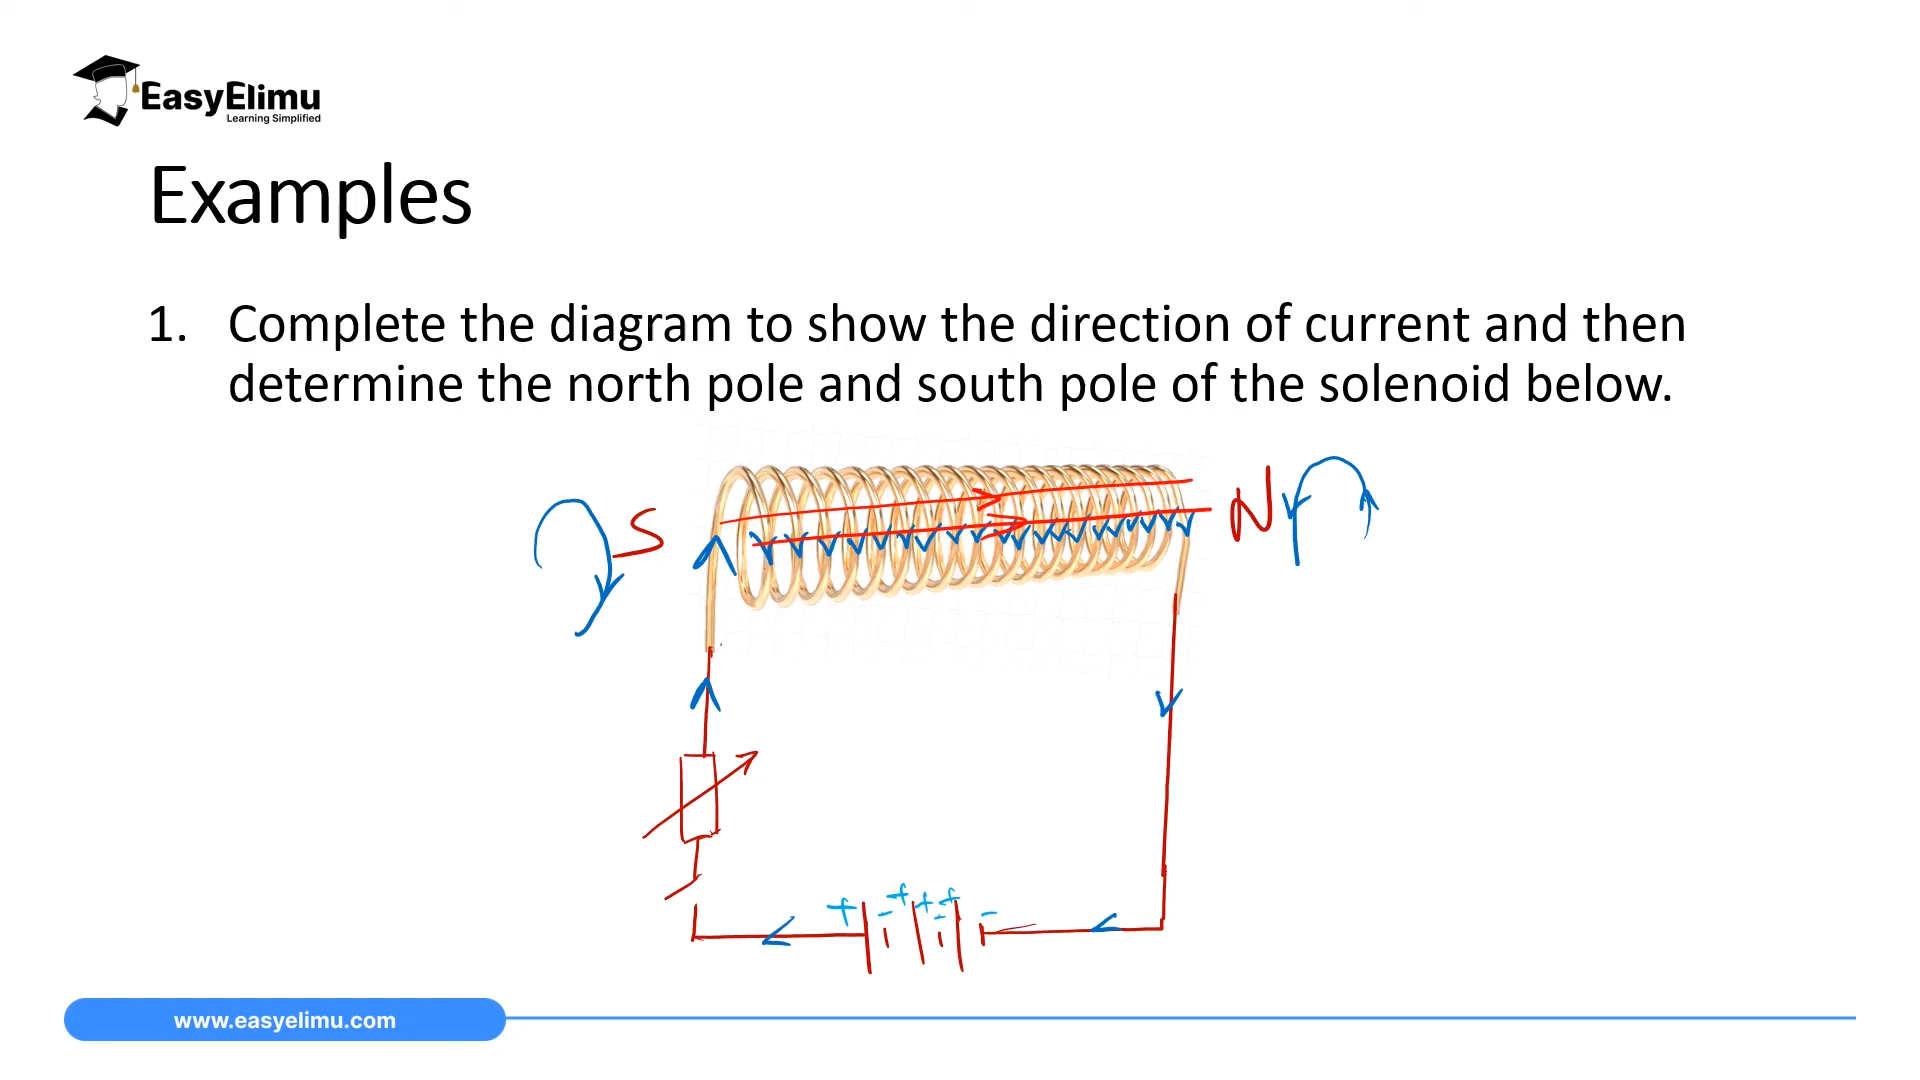 EasyElimu
Learning Simplified
Examples
1. Complete the diagram to show the direction of current and then
determine the north pole and south pole of the solenoid below.
S
N
+ - + + - + -
www.easyelimu.com